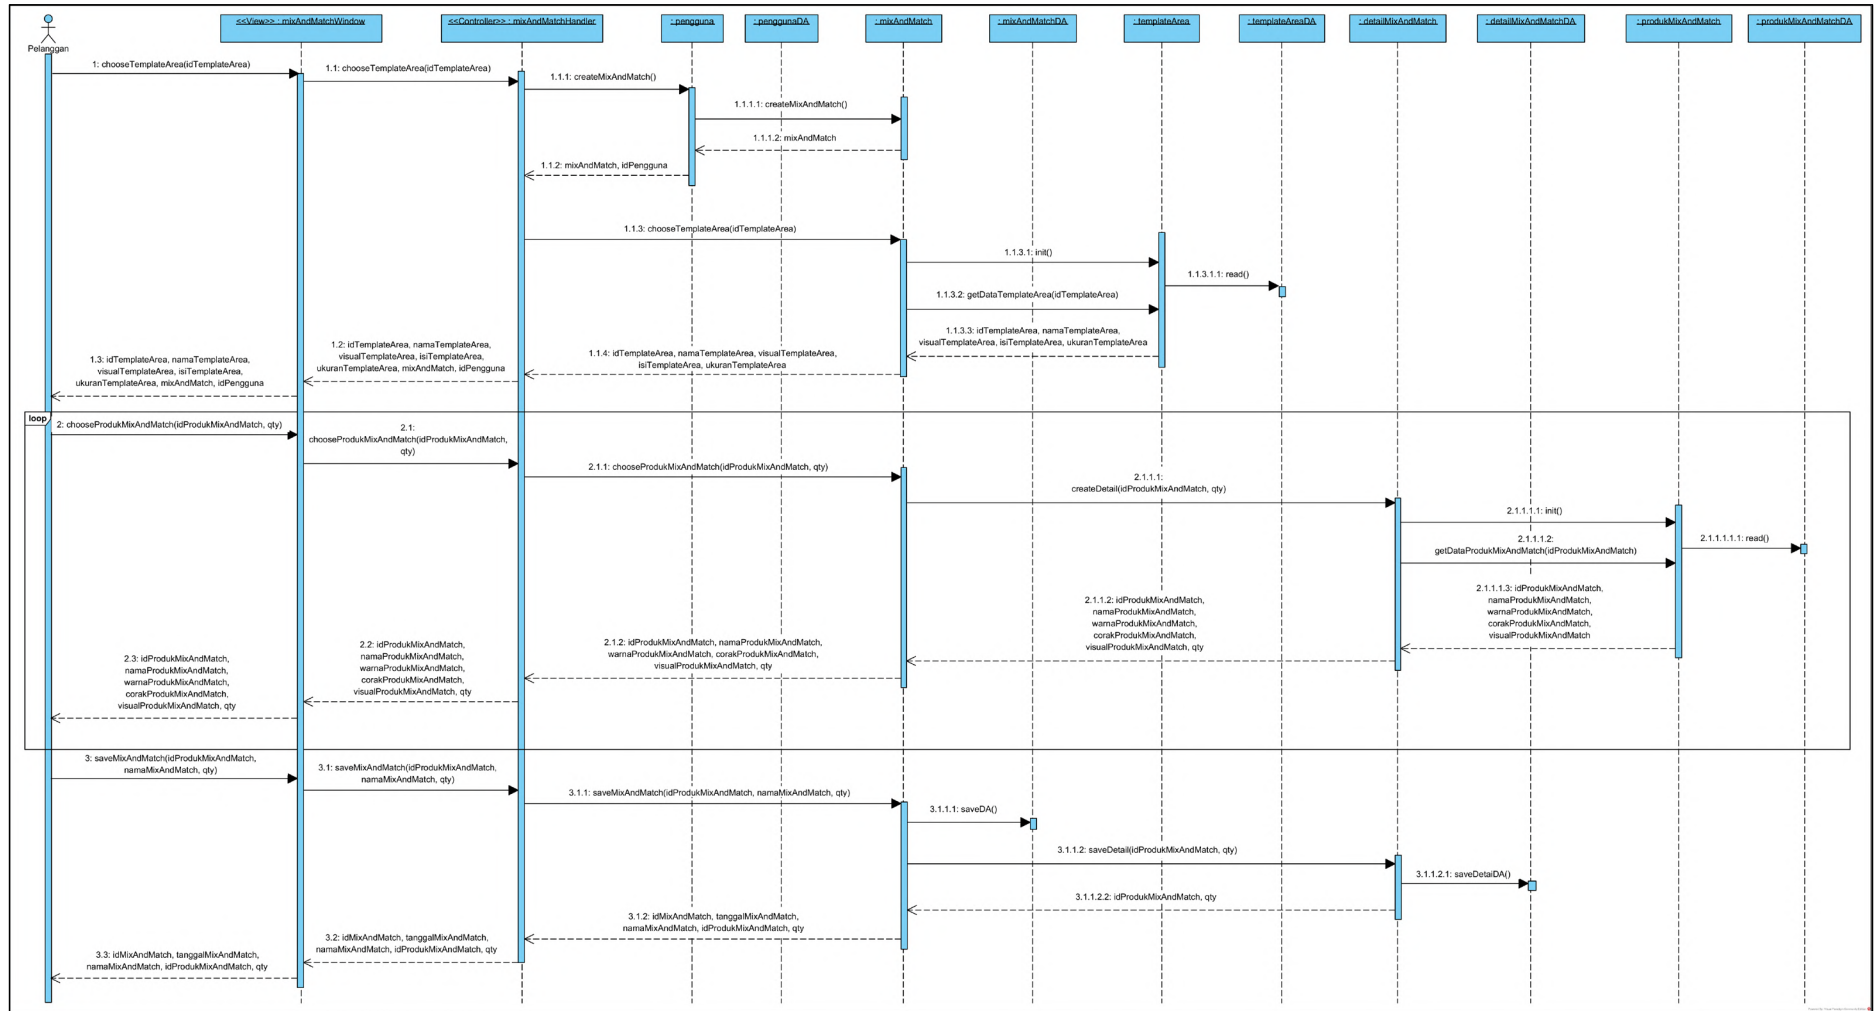 <<View>> : mixAndMatchWindow
<<Controller>> : mixAndMatchHandler
: pengguna
: penggunaDA
: mixAndMatch
: mixAndMatchDA
: templateArea
: templateAreaDA
: detailMixAndMatch
: detailMixAndMatchDA
: produkMixAndMatch
: produkMixAndMatchDA
Pelanggan
1: chooseTemplateArea(idTemplateArea)
1.1: chooseTemplateArea(idTemplateArea)
1.1.1: createMixAndMatch()
1.1.1.1: createMixAndMatch()
1.1.1.2: mixAndMatch
1.1.2: mixAndMatch, idPengguna
1.1.3: chooseTemplateArea(idTemplateArea)
1.1.3.1: init()
1.1.3.1.1: read()
1.1.3.2: getDataTemplateArea(idTemplateArea)
1.1.3.3: idTemplateArea, namaTemplateArea,
visualTemplateArea, isiTemplateArea, ukuranTemplateArea
1.1.4: idTemplateArea, namaTemplateArea, visualTemplateArea,
isiTemplateArea, ukuranTemplateArea
1.2: idTemplateArea, namaTemplateArea,
visualTemplateArea, isiTemplateArea,
ukuranTemplateArea, mixAndMatch, idPengguna
1.3: idTemplateArea, namaTemplateArea,
visualTemplateArea, isiTemplateArea,
ukuranTemplateArea, mixAndMatch, idPengguna
loop
2: chooseProdukMixAndMatch(idProdukMixAndMatch, qty)
2.1:
chooseProdukMixAndMatch(idProdukMixAndMatch,
qty)
2.1.1: chooseProdukMixAndMatch(idProdukMixAndMatch, qty)
2.1.1.1:
createDetail(idProdukMixAndMatch, qty)
2.1.1.1.1: init()
2.1.1.1.1.1: read()
2.1.1.1.2:
getDataProdukMixAndMatch(idProdukMixAndMatch)
2.1.1.1.3: idProdukMixAndMatch,
namaProdukMixAndMatch,
warnaProdukMixAndMatch,
corakProdukMixAndMatch,
visualProdukMixAndMatch
2.1.1.2: idProdukMixAndMatch,
namaProdukMixAndMatch,
warnaProdukMixAndMatch,
corakProdukMixAndMatch,
visualProdukMixAndMatch, qty
2.1.2: idProdukMixAndMatch, namaProdukMixAndMatch,
warnaProdukMixAndMatch, corakProdukMixAndMatch,
visualProdukMixAndMatch, qty
2.2: idProdukMixAndMatch,
namaProdukMixAndMatch,
warnaProdukMixAndMatch,
corakProdukMixAndMatch,
visualProdukMixAndMatch, qty
2.3: idProdukMixAndMatch,
namaProdukMixAndMatch,
warnaProdukMixAndMatch,
corakProdukMixAndMatch,
visualProdukMixAndMatch, qty
3: saveMixAndMatch(idProdukMixAndMatch,
namaMixAndMatch, qty)
3.1: saveMixAndMatch(idProdukMixAndMatch,
namaMixAndMatch, qty)
3.1.1: saveMixAndMatch(idProdukMixAndMatch, namaMixAndMatch, qty)
3.1.1.1: saveDA()
3.1.1.2: saveDetail(idProdukMixAndMatch, qty)
3.1.1.2.1: saveDetaiDA()
3.1.1.2.2: idProdukMixAndMatch, qty
3.1.2: idMixAndMatch, tanggalMixAndMatch,
namaMixAndMatch, idProdukMixAndMatch, qty
3.2: idMixAndMatch, tanggalMixAndMatch,
namaMixAndMatch, idProdukMixAndMatch, qty
3.3: idMixAndMatch, tanggalMixAndMatch,
namaMixAndMatch, idProdukMixAndMatch, qty